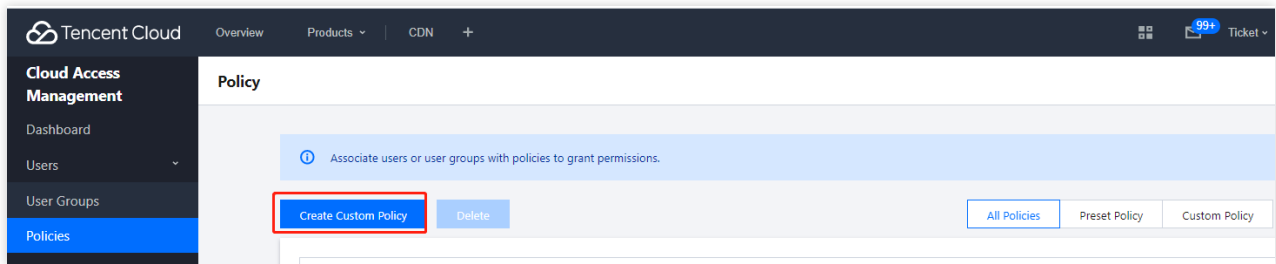 Tencent Cloud
Overview
Products
CDN
+
99+
Ticket
Cloud Access
Management
Dashboard
Users
User Groups
Policies
Policy
Associate users or user groups with policies to grant permissions.
Create Custom Policy
Delete
All Policies
Preset Policy
Custom Policy